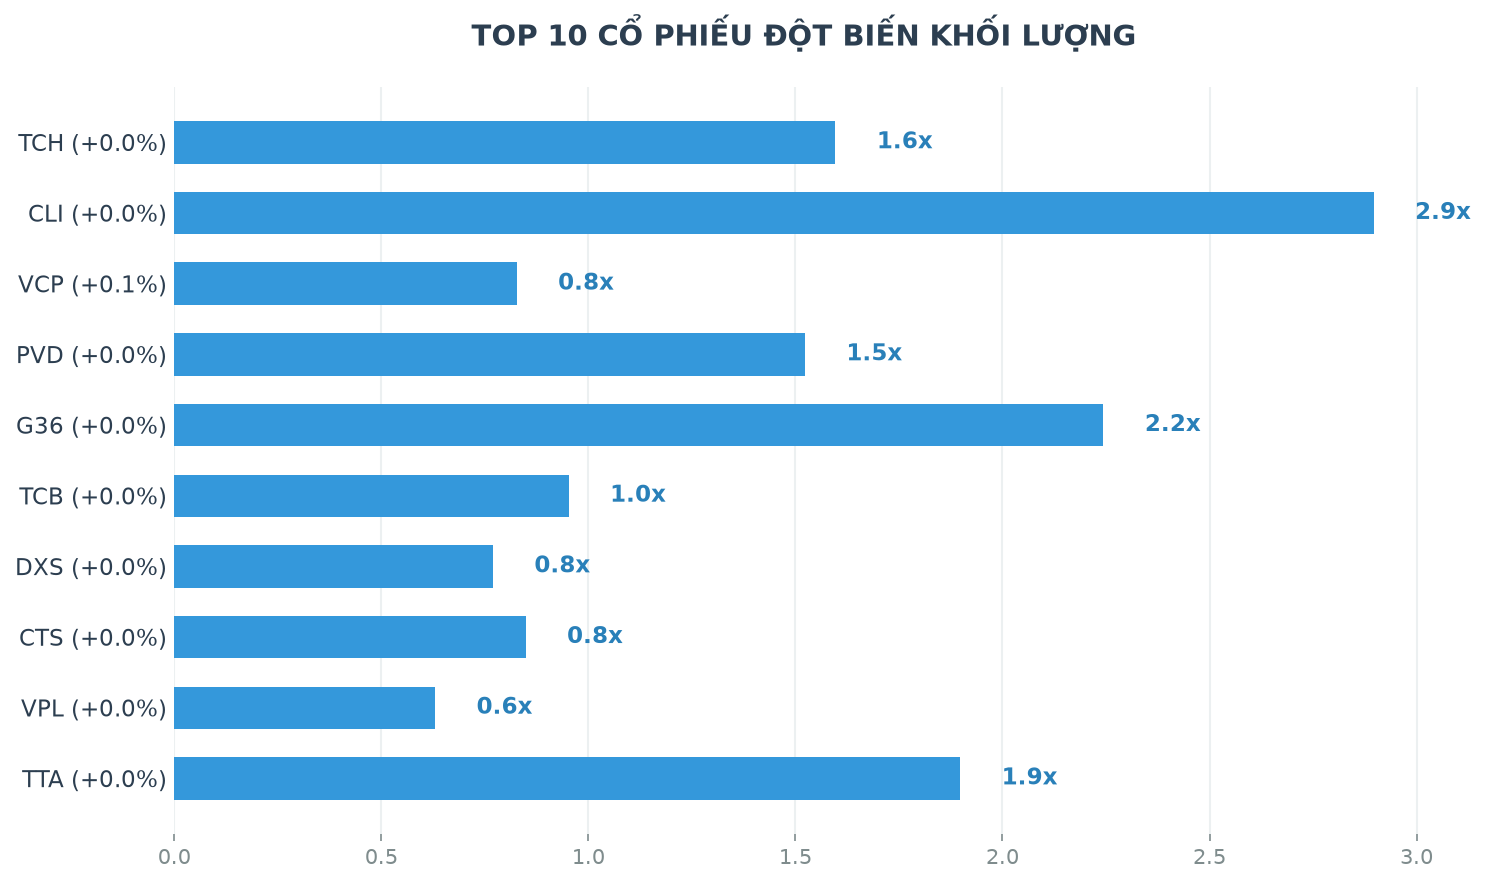 TOP 10 CỔ PHIẾU ĐỘT BIẾN KHỐI LƯỢNG
TCH (+0.0%) 1.6x
CLI (+0.0%) 2.9x
VCP (+0.1%) 0.8x
PVD (+0.0%) 1.5x
G36 (+0.0%) 2.2x
TCB (+0.0%) 1.0x
DXS (+0.0%) 0.8x
CTS (+0.0%) 0.8x
VPL (+0.0%) 0.6x
TTA (+0.0%) 1.9x
0.0 0.5 1.0 1.5 2.0 2.5 3.0